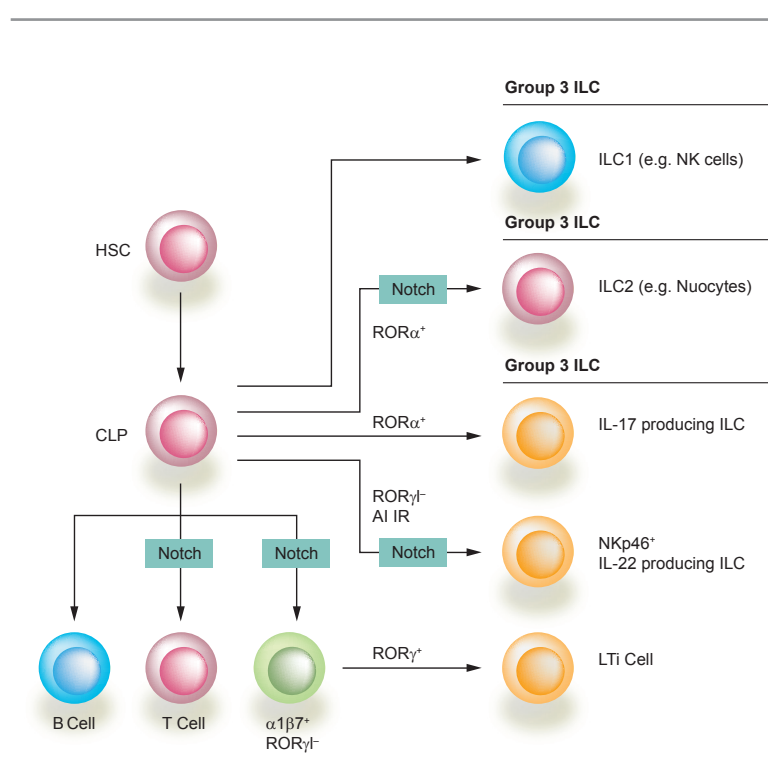 Group 3 ILC
ILC1 (e.g. NK cells)
Group 3 ILC
HSC
Notch
ILC2 (e.g. Nuocytes)
RORα⁺
Group 3 ILC
CLP
RORα⁺
IL-17 producing ILC
RORγI⁻
AI IR
Notch
Notch
Notch
NKp46⁺
IL-22 producing ILC
RORγ⁺
LTi Cell
B Cell
T Cell
α1β7⁺
RORγI⁻